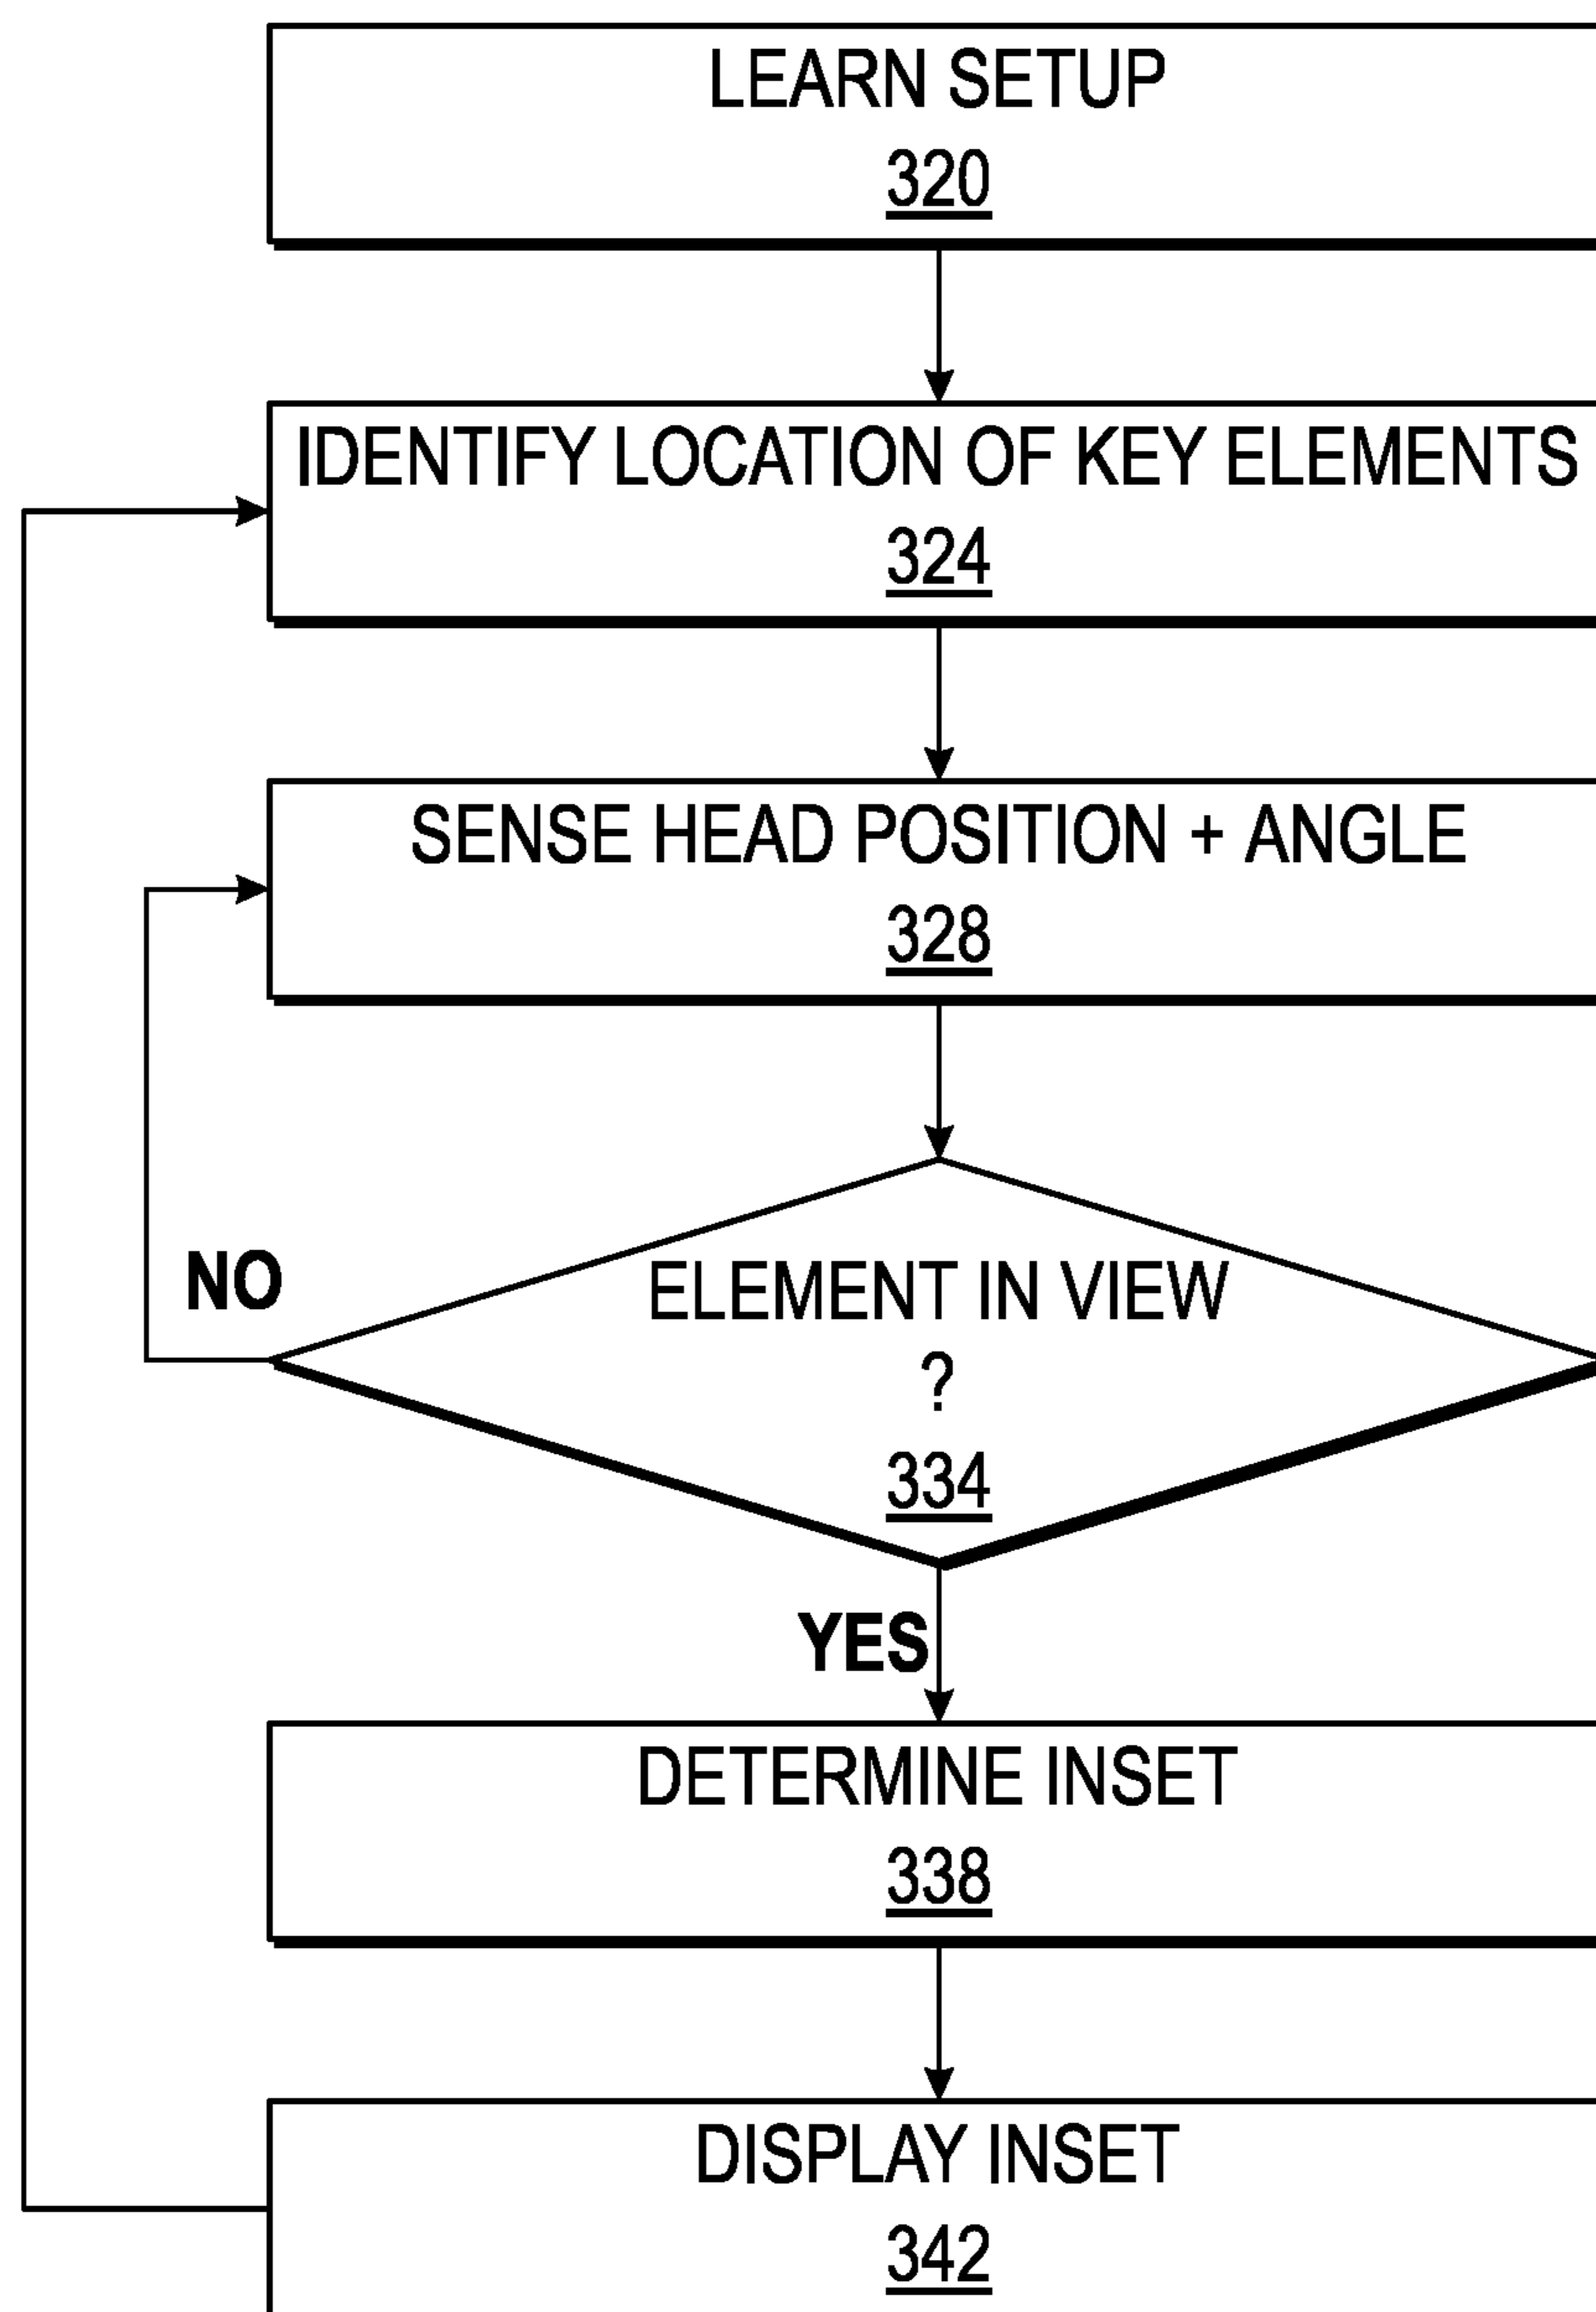 LEARN SETUP
320
IDENTIFY LOCATION OF KEY ELEMENTS
324
SENSE HEAD POSITION + ANGLE
328
NO
ELEMENT IN VIEW
?
334
YES
DETERMINE INSET
338
DISPLAY INSET
342